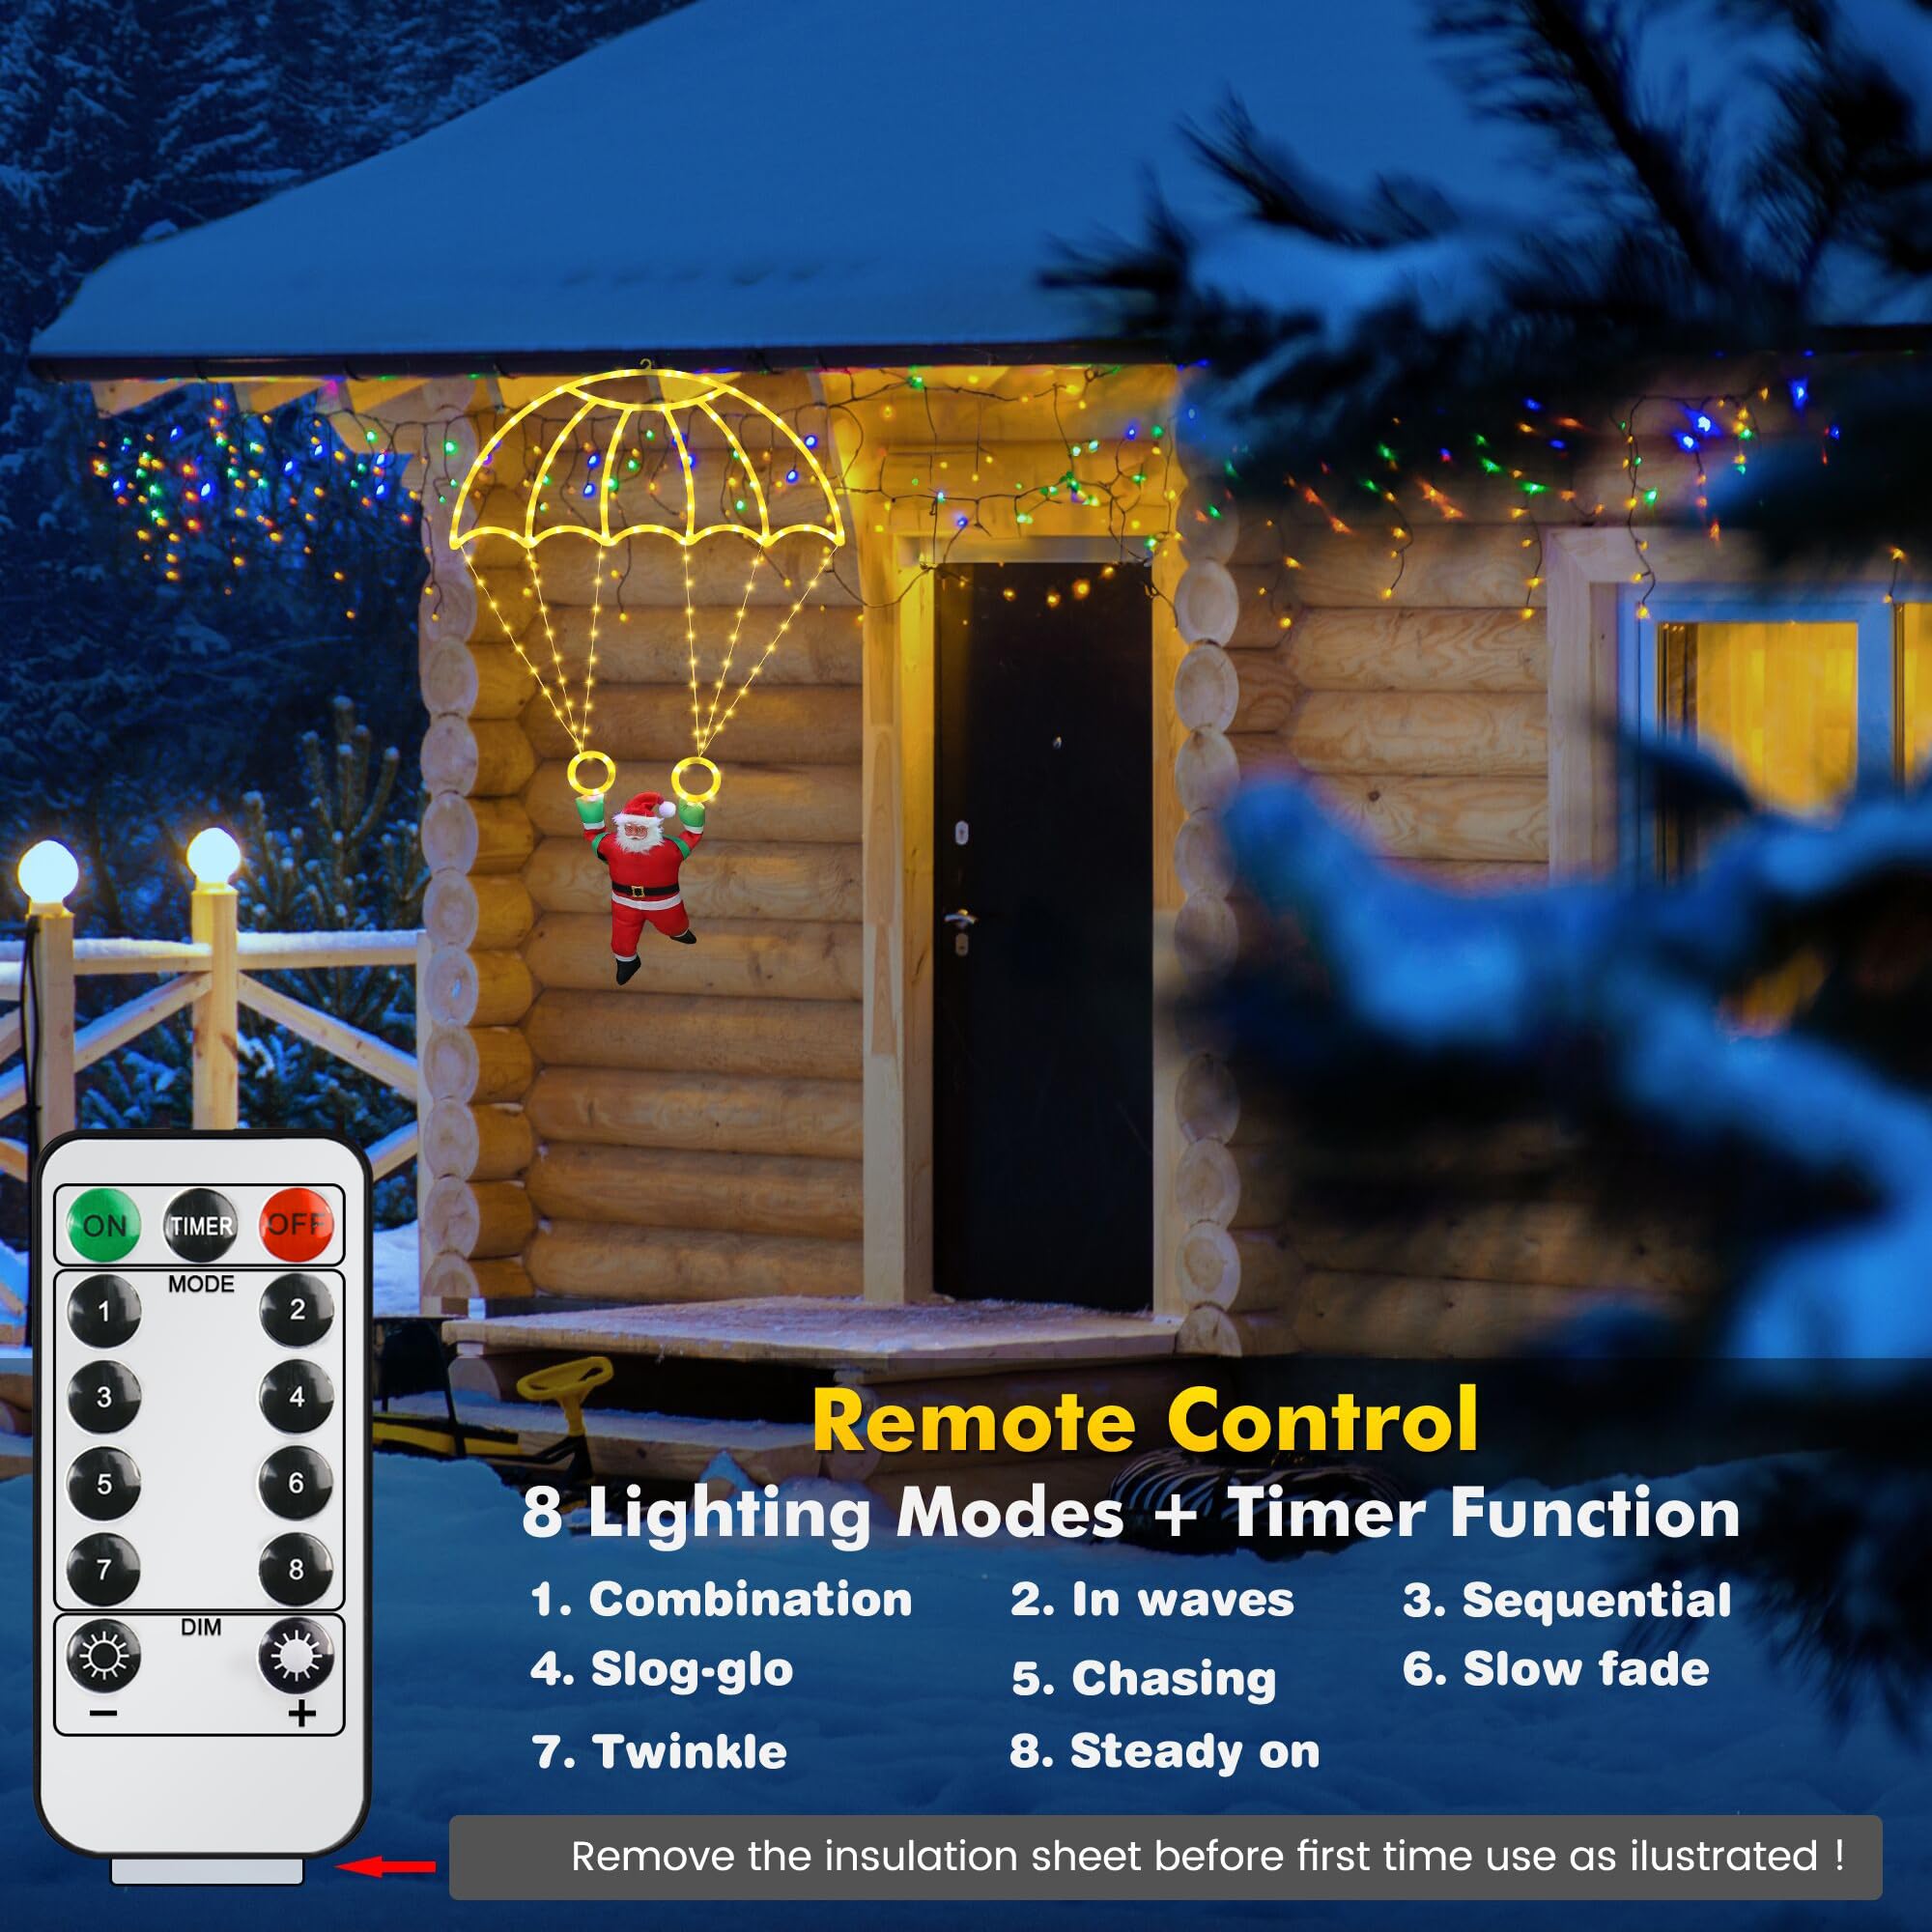 ON TIMER OFF
MODE
1 2
3 4
5 6
7 8
DIM
− +
Remote Control
8 Lighting Modes + Timer Function
1. Combination 2. In waves 3. Sequential
4. Slog-glo 5. Chasing 6. Slow fade
7. Twinkle 8. Steady on
Remove the insulation sheet before first time use as ilustrated !